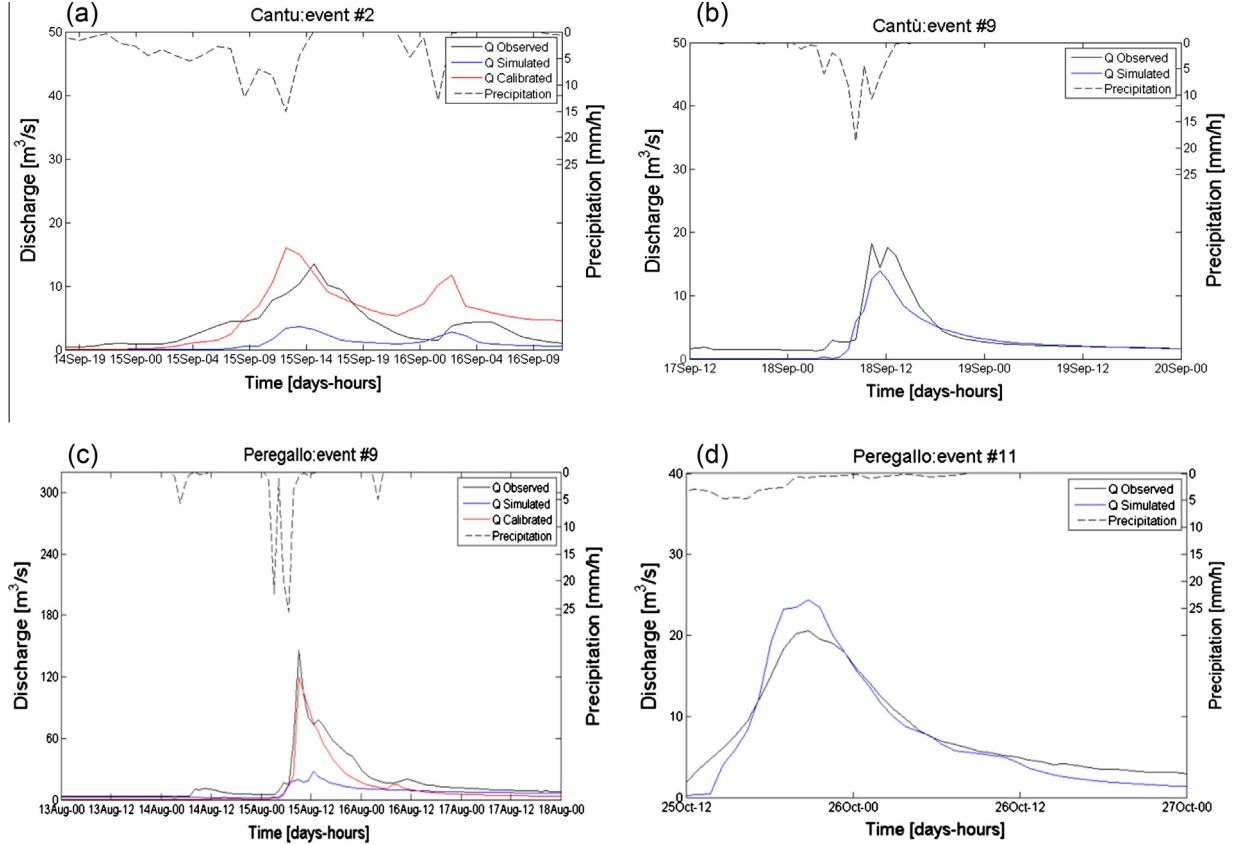 (a)
Cantu:event #2
50
40
30
20
10
0
Discharge [m³/s]
0
5
10
15
20
25
Precipitation [mm/h]
Q Observed
Q Simulated
Q Calibrated
Precipitation
14Sep-19 15Sep-00 15Sep-04 15Sep-09 15Sep-14 15Sep-19 16Sep-00 16Sep-04 16Sep-09
Time [days-hours]
(b)
Cantù:event #9
50
40
30
20
10
0
Discharge [m³/s]
0
5
10
15
20
25
Precipitation [mm/h]
Q Observed
Q Simulated
Precipitation
17Sep-12 18Sep-00 18Sep-12 19Sep-00 19Sep-12 20Sep-00
Time [days-hours]
(c)
Peregallo:event #9
300
240
180
120
60
0
Discharge [m³/s]
0
5
10
15
20
25
Precipitation [mm/h]
Q Observed
Q Simulated
Q Calibrated
Precipitation
13Aug-00 13Aug-12 14Aug-00 14Aug-12 15Aug-00 15Aug-12 16Aug-00 16Aug-12 17Aug-00 17Aug-12 18Aug-00
Time [days-hours]
(d)
Peregallo:event #11
40
30
20
10
0
Discharge [m³/s]
0
5
10
15
20
25
Precipitation [mm/h]
Q Observed
Q Simulated
Precipitation
25Oct-12 26Oct-00 26Oct-12 27Oct-00
Time [days-hours]